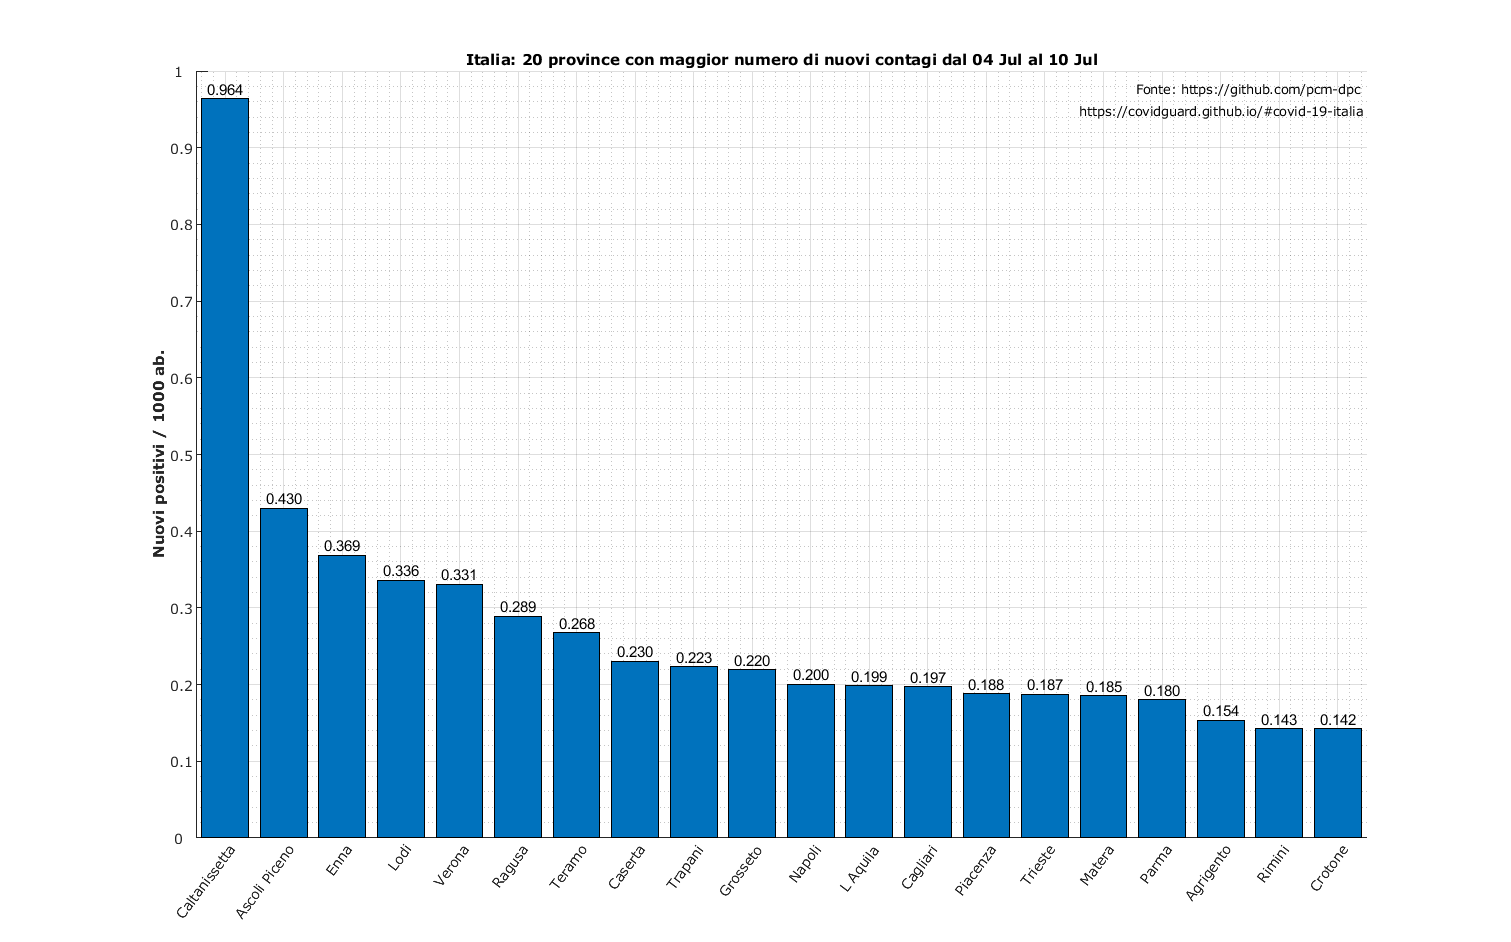 Italia: 20 province con maggior numero di nuovi contagi dal 04 Jul al 10 Jul
Fonte: https://github.com/pcm-dpc
https://covidguard.github.io/#covid-19-italia
Nuovi positivi / 1000 ab.
1
0.9
0.8
0.7
0.6
0.5
0.4
0.3
0.2
0.1
0
0.964
0.430
0.369
0.336
0.331
0.289
0.268
0.230
0.223
0.220
0.200
0.199
0.197
0.188
0.187
0.185
0.180
0.154
0.143
0.142
Caltanissetta
Ascoli Piceno
Enna
Lodi
Verona
Ragusa
Teramo
Caserta
Trapani
Grosseto
Napoli
L Aquila
Cagliari
Piacenza
Trieste
Matera
Parma
Agrigento
Rimini
Crotone